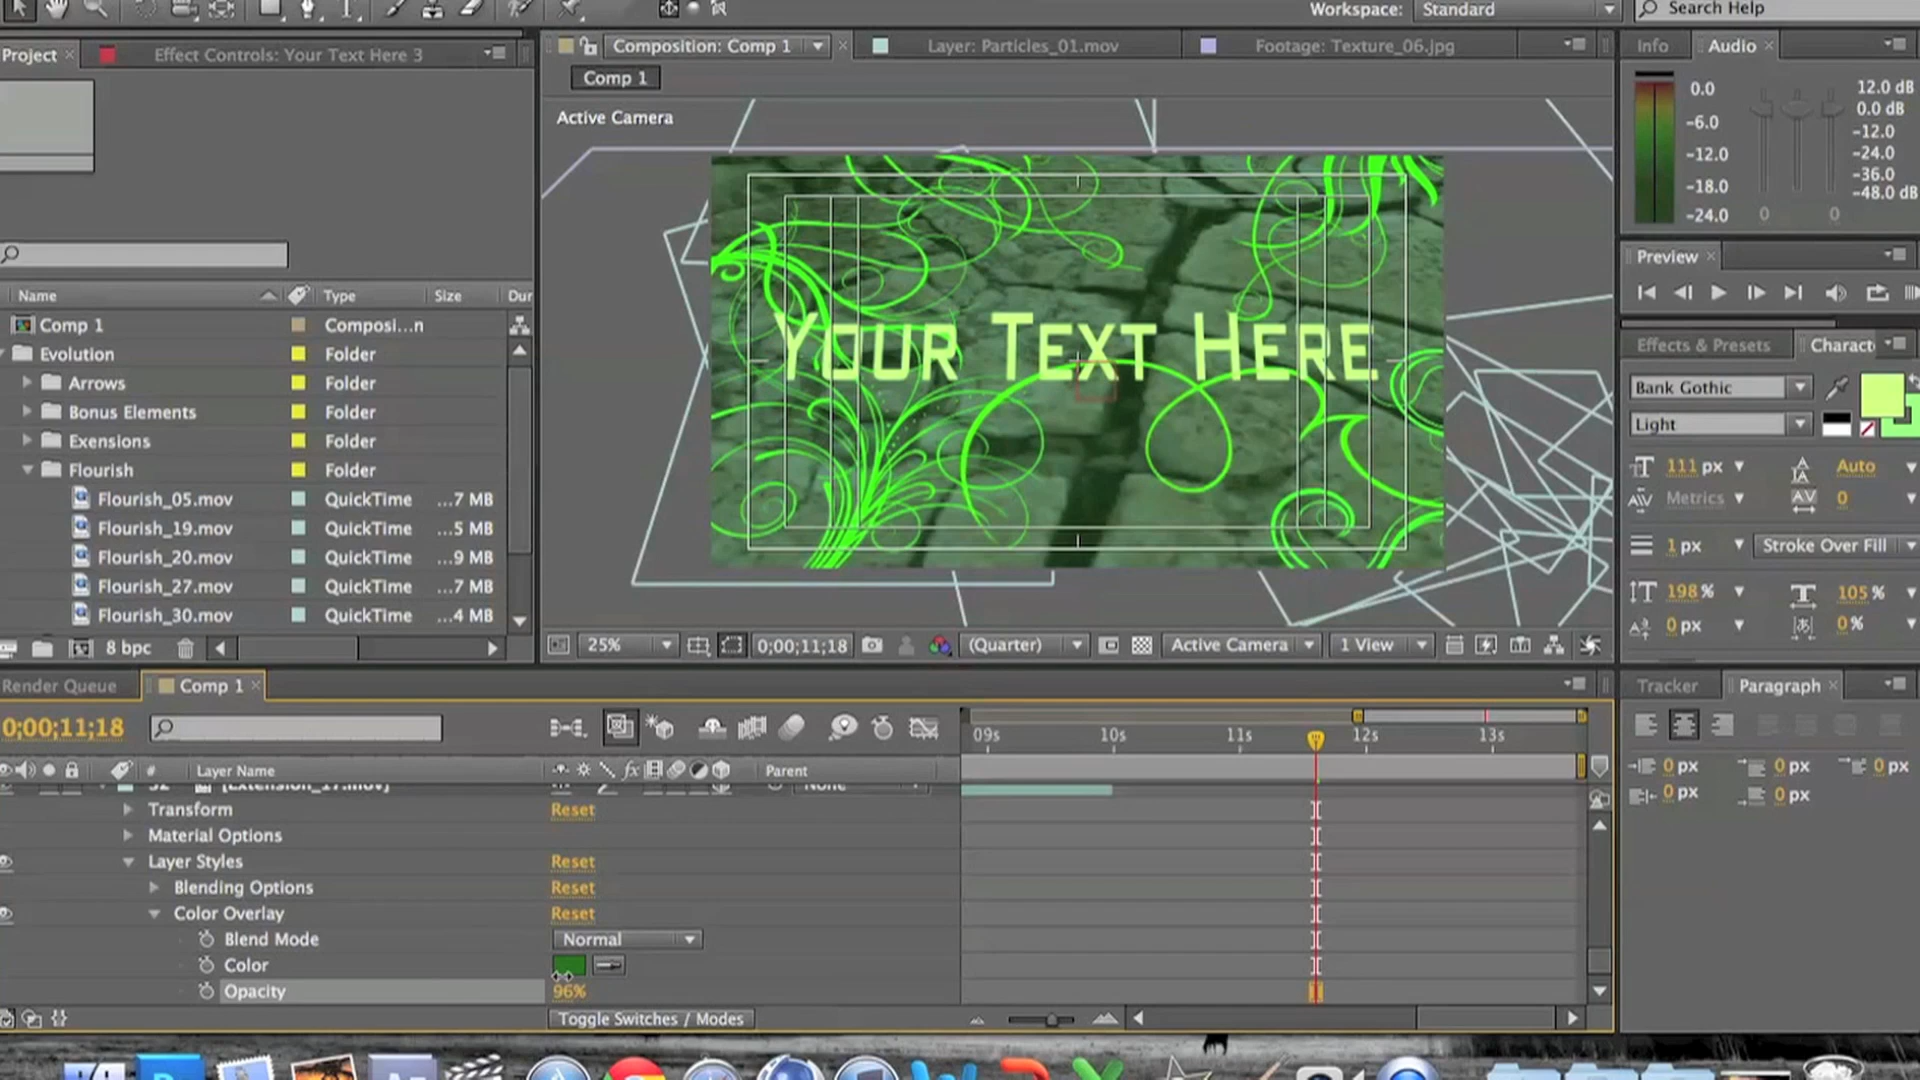 Workspace: Standard
Search Help
Project
Effect Controls: Your Text Here 3
Composition: Comp 1
Layer: Particles_01.mov
Footage: Texture_06.jpg
Info
Audio
Comp 1
Active Camera
0.0
-6.0
-12.0
-18.0
-24.0
12.0 dB
0.0 dB
-12.0
-24.0
-36.0
-48.0 dB
0
0
Your Text Here
Preview
Name
Type
Size
Dur
Comp 1
Composi...n
Evolution
Folder
Arrows
Folder
Bonus Elements
Folder
Exensions
Folder
Flourish
Folder
Flourish_05.mov
QuickTime
...7 MB
Flourish_19.mov
QuickTime
...5 MB
Flourish_20.mov
QuickTime
...9 MB
Flourish_27.mov
QuickTime
...7 MB
Flourish_30.mov
QuickTime
...4 MB
8 bpc
Effects & Presets
Charact
Bank Gothic
Light
111 px
Auto
Metrics
0
1 px
Stroke Over Fill
198 %
105 %
0 px
0 %
25%
0;00;11;18
(Quarter)
Active Camera
1 View
Render Queue
Comp 1
Tracker
Paragraph
0;00;11;18
09s
10s
11s
12s
13s
0 px
0 px
0 px
0 px
0 px
#
Layer Name
fx
Parent
[Extension_17.mov]
None
Transform
Reset
Material Options
Layer Styles
Reset
Blending Options
Reset
Color Overlay
Reset
Blend Mode
Normal
Color
Opacity
96%
Toggle Switches / Modes